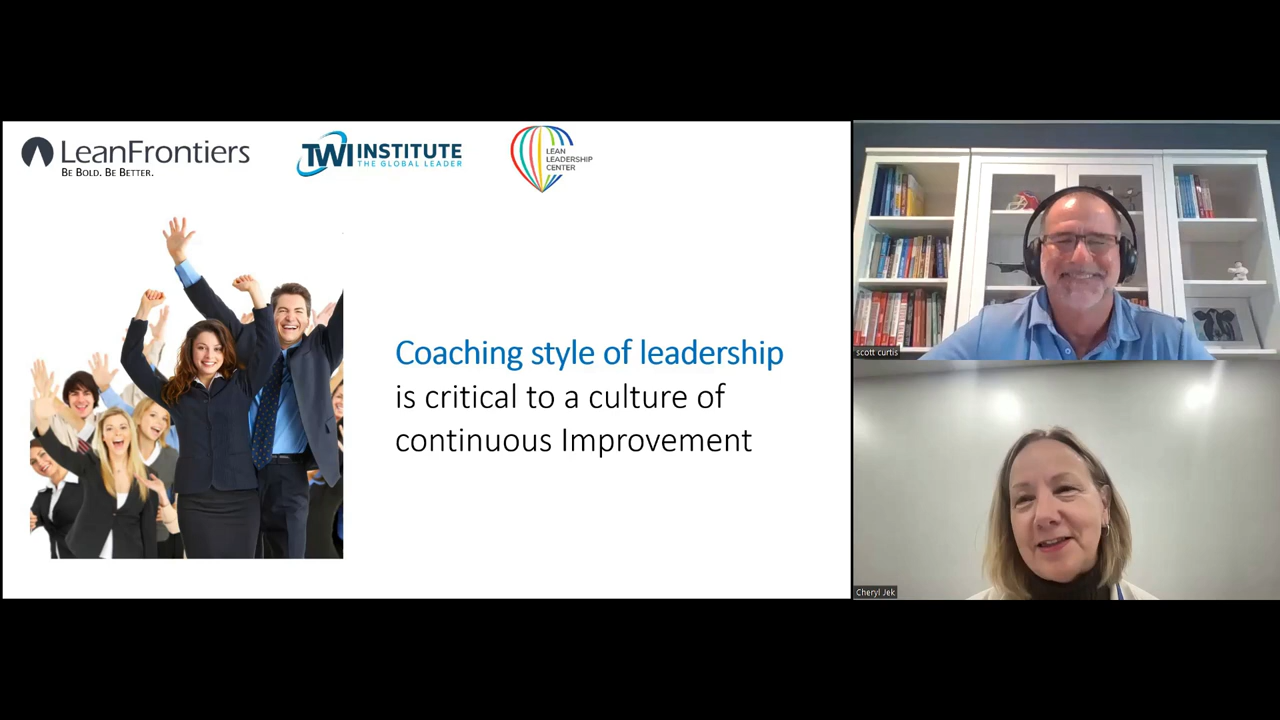 LeanFrontiers
BE BOLD. BE BETTER.
TWI INSTITUTE
THE GLOBAL LEADER
LEAN
LEADERSHIP
CENTER
Coaching style of leadership
is critical to a culture of
continuous Improvement
scott curtis
Cheryl Jek